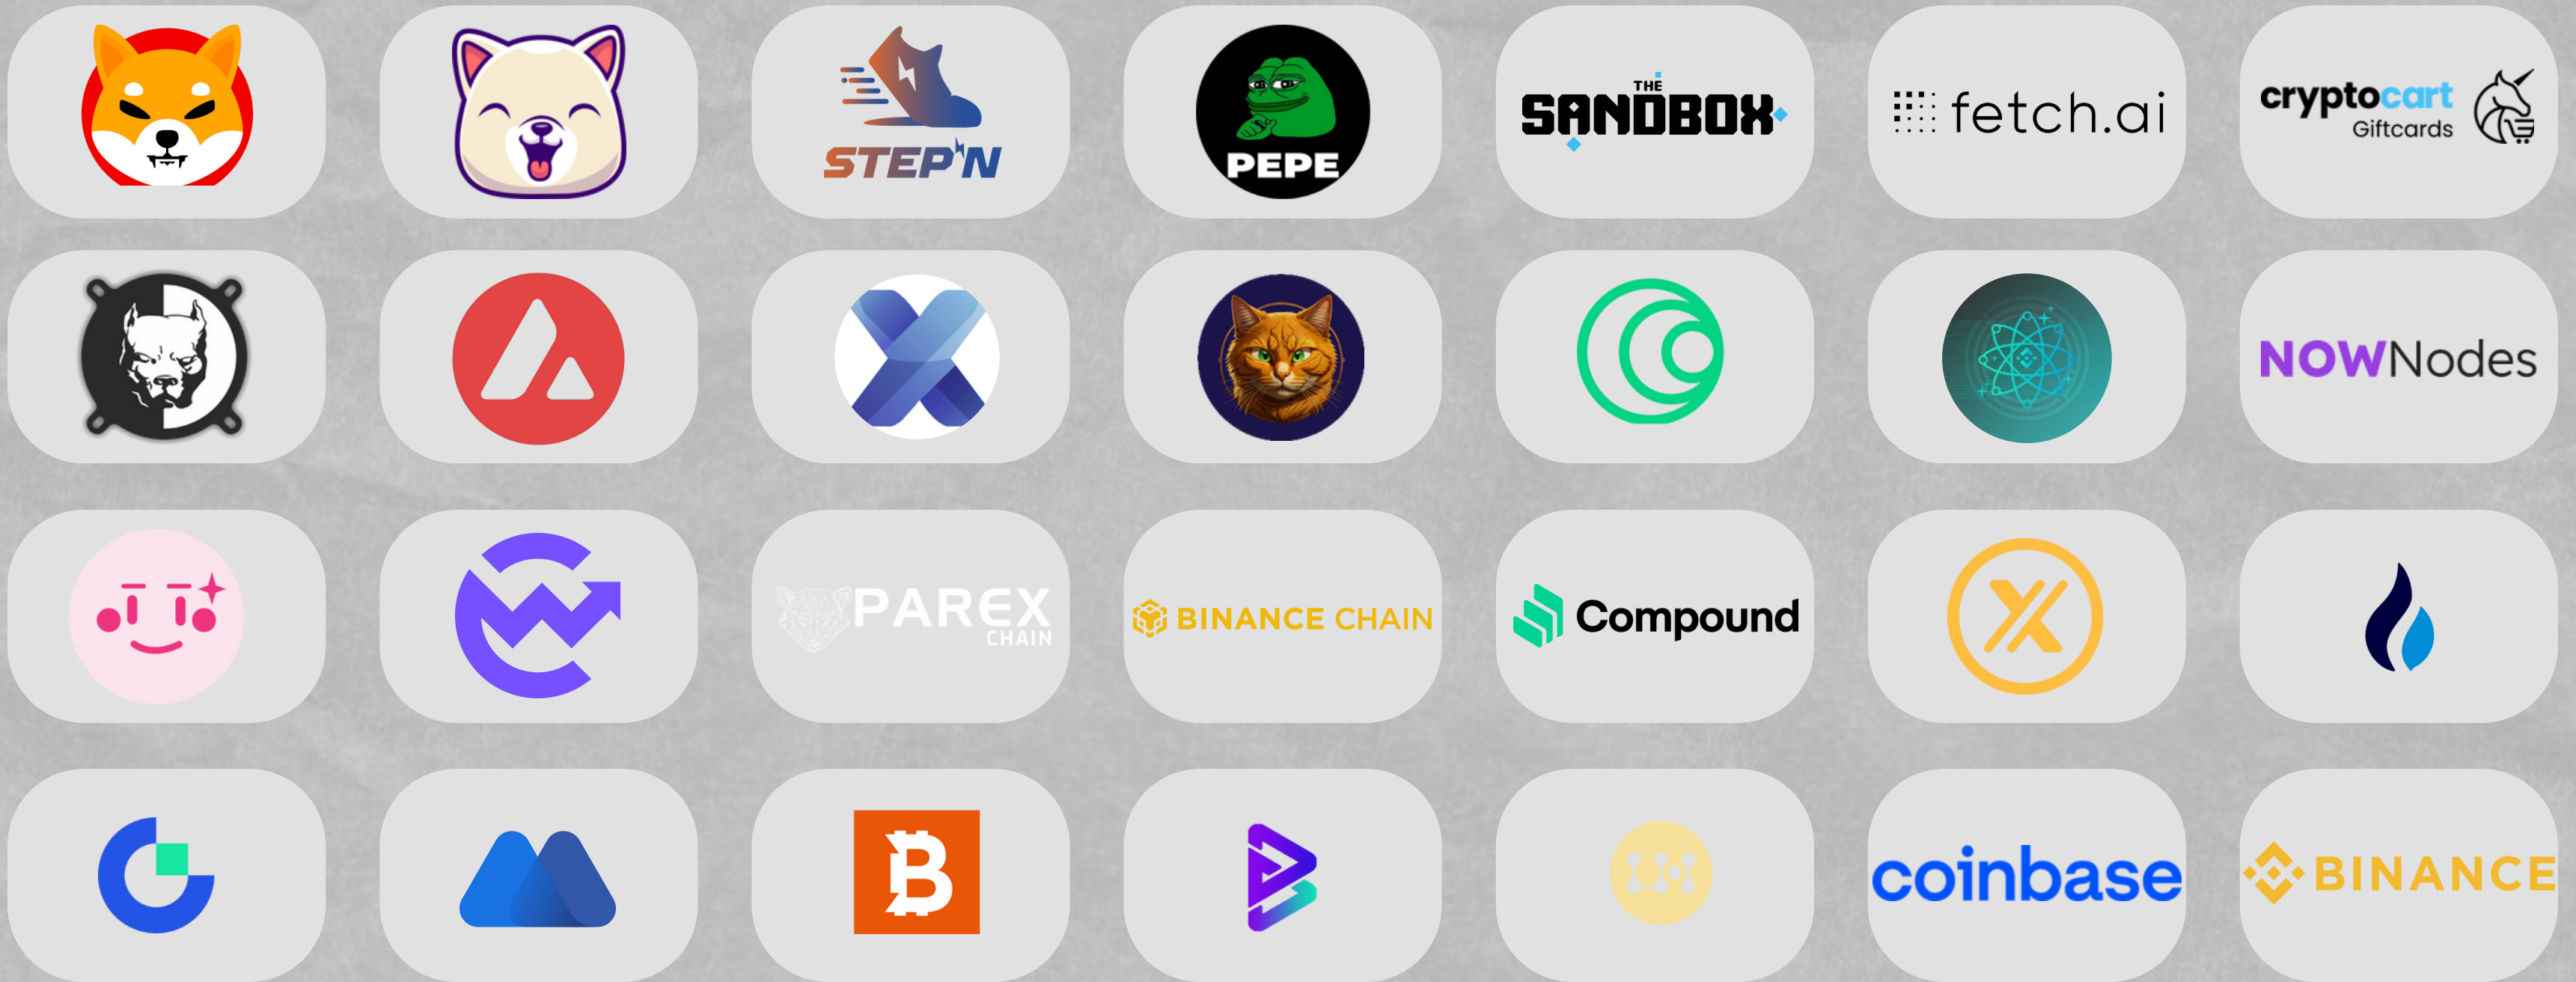 STEP'N
PEPE
THE
SANDBOX
fetch.ai
cryptocart
Giftcards
NOWNodes
PAREX
CHAIN
BINANCE CHAIN
Compound
coinbase
BINANCE